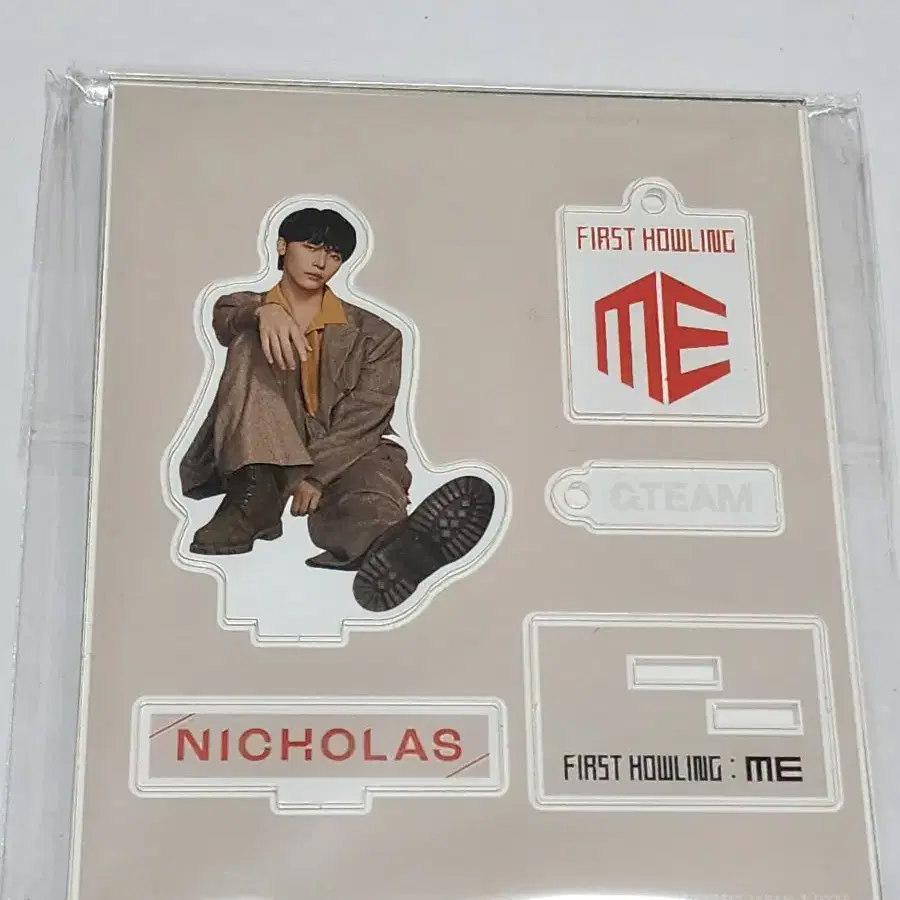 FIRST HOWLING
ME
&TEAM
NICHOLAS
FIRST HOWLING : ME